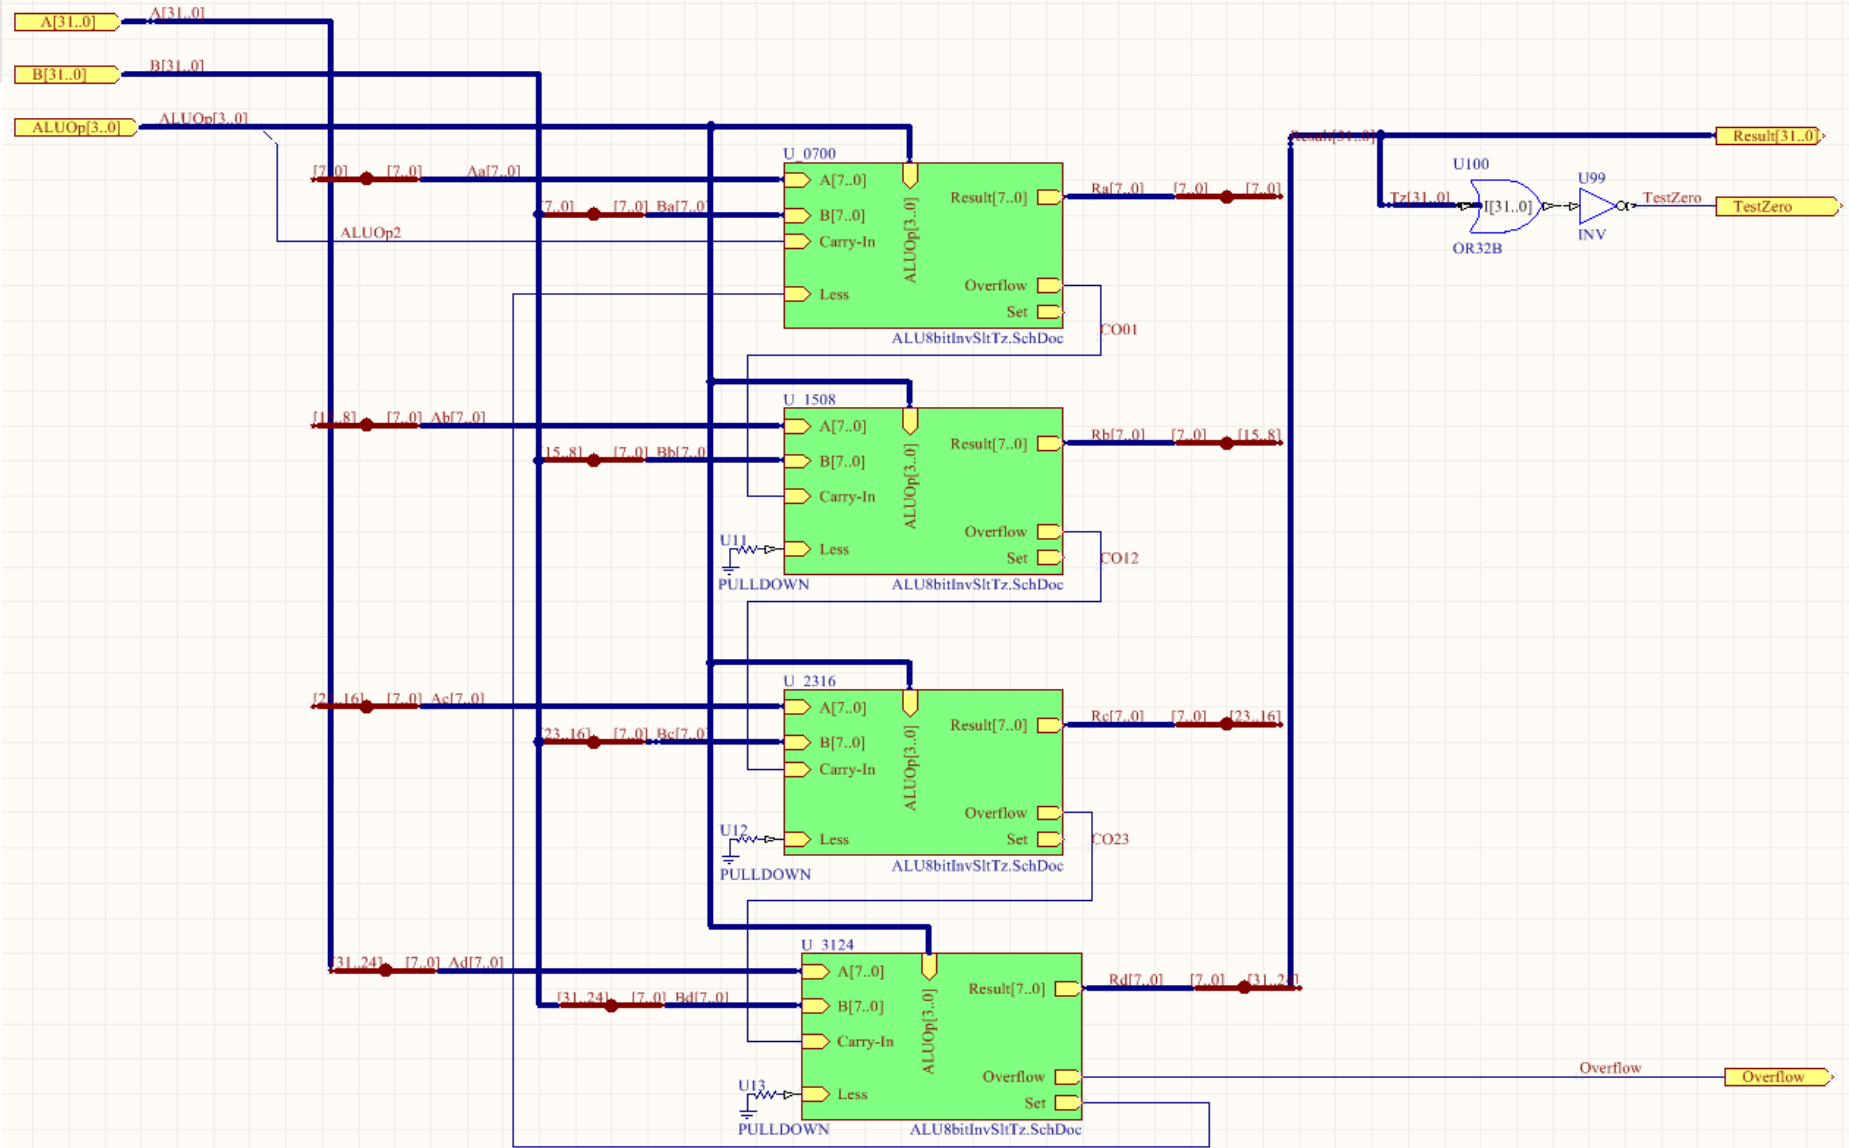 A[31..0] A[31..0]
B[31..0] B[31..0]
ALUOp[3..0] ALUOp[3..0]
Result[31..0] Result[31..0]
U_0700
U100
U99
[7..0] [7..0] Aa[7..0] A[7..0]
Result[7..0] Ra[7..0] [7..0] [7..0]
Tz[31..0] I[31..0] TestZero TestZero
[7..0] [7..0] Ba[7..0] B[7..0]
ALUOp[3..0]
ALUOp2 Carry-In
OR32B INV
Overflow
Less
Set
CO01
ALU8bitInvSltTz.SchDoc
U_1508
[15..8] [7..0] Ab[7..0] A[7..0]
Result[7..0] Rb[7..0] [7..0] [15..8]
[15..8] [7..0] Bb[7..0] B[7..0]
ALUOp[3..0]
Carry-In
Overflow
U11 Less
Set CO12
PULLDOWN ALU8bitInvSltTz.SchDoc
U_2316
[23..16] [7..0] Ac[7..0] A[7..0]
Result[7..0] Rc[7..0] [7..0] [23..16]
[23..16] [7..0] Bc[7..0] B[7..0]
ALUOp[3..0]
Carry-In
Overflow
U12 Less
Set CO23
PULLDOWN ALU8bitInvSltTz.SchDoc
U_3124
[31..24] [7..0] Ad[7..0] A[7..0]
Result[7..0] Rd[7..0] [7..0] [31..24]
[31..24] [7..0] Bd[7..0] B[7..0]
ALUOp[3..0]
Carry-In
Overflow Overflow Overflow
U13 Less
Set
PULLDOWN ALU8bitInvSltTz.SchDoc